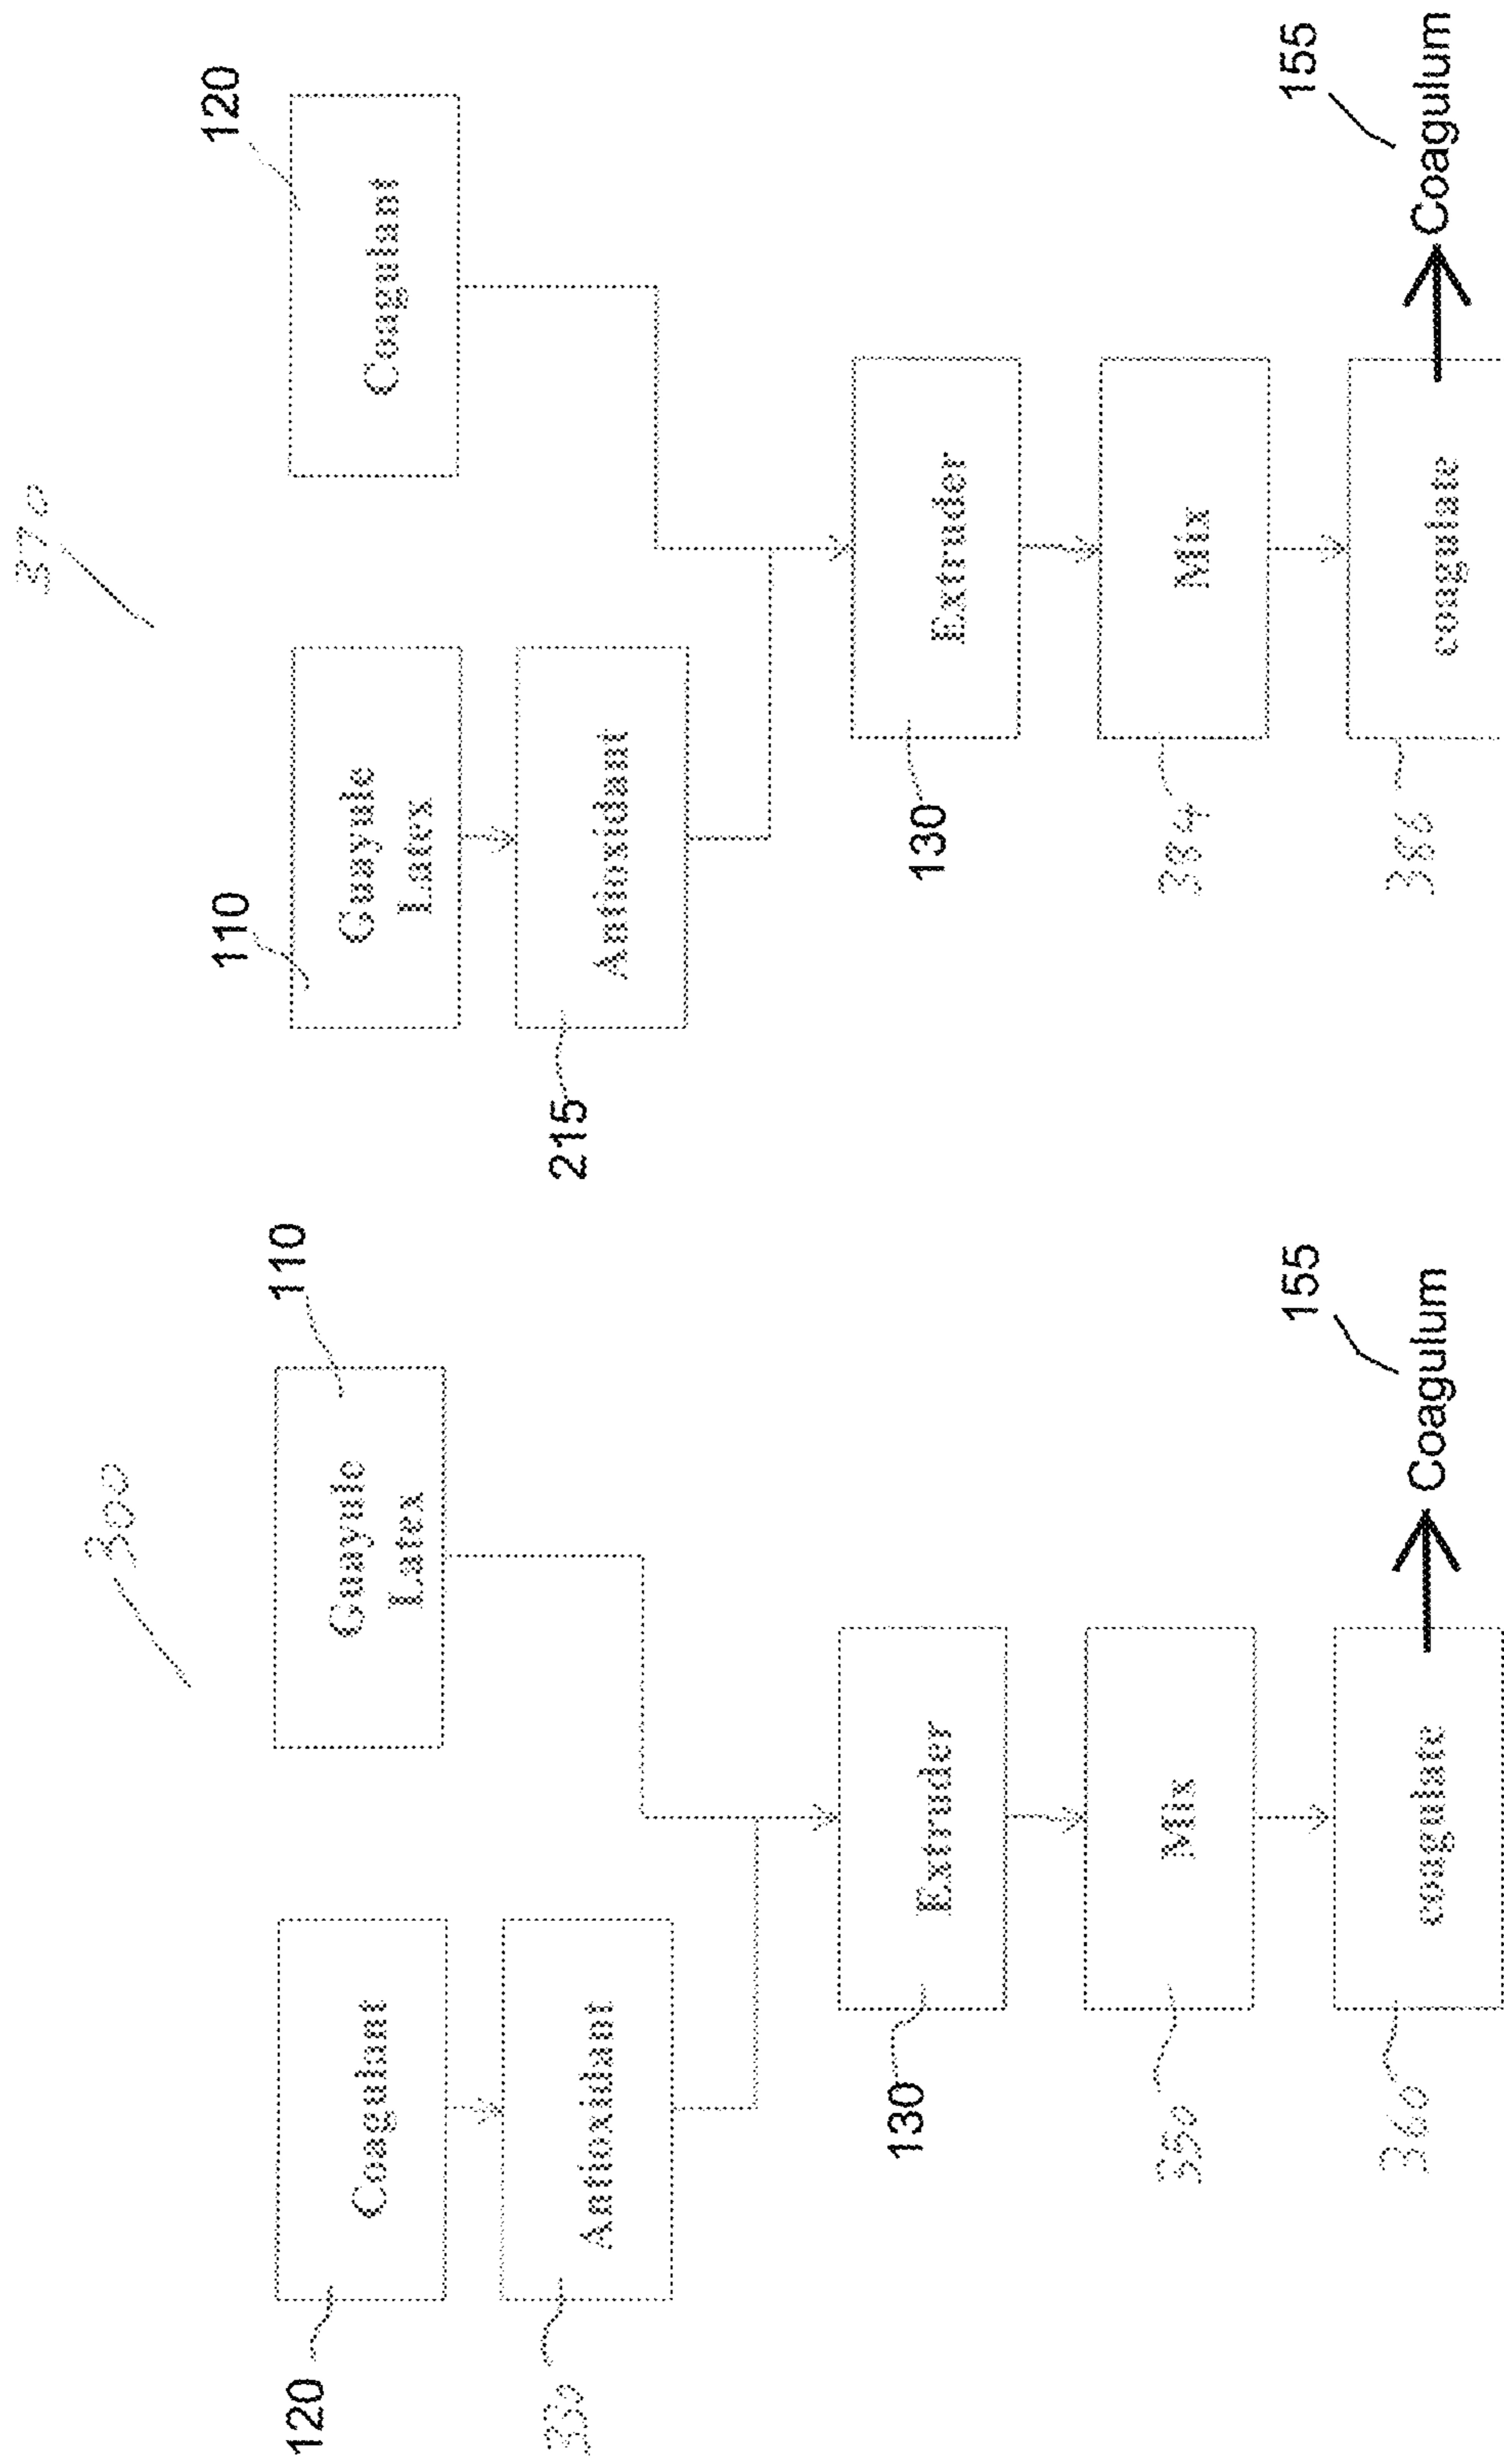 300
120
Coagulant
Guayule
Latex
110
330
Antioxidant
130
Extruder
350
Mix
360
coagulate
Coagulum
155
370
110
Guayule
Latex
Coagulant
120
215
Antioxidant
130
Extruder
384
Mix
386
coagulate
Coagulum
155